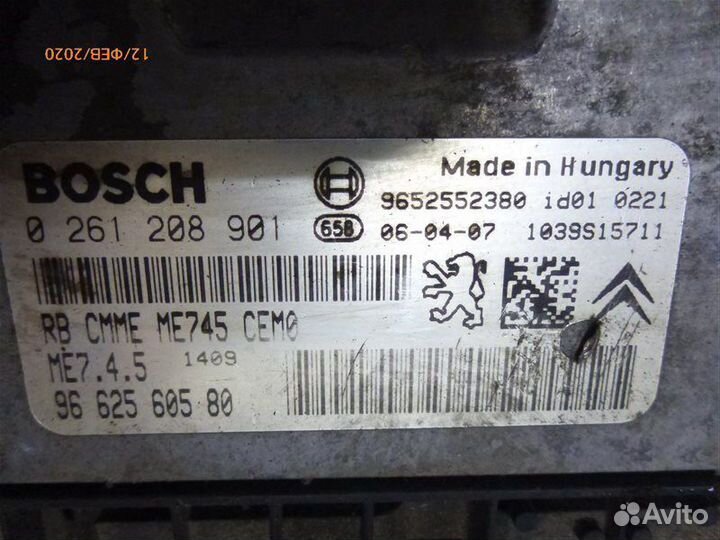 12/ФЕВ/2020
BOSCH
Made in Hungary
9652552380 id01 0221
0 261 208 901
658
06-04-07 1039S15711
RB CMME ME745 CEM0
ME7.4.5 1409
96 625 605 80
Avito